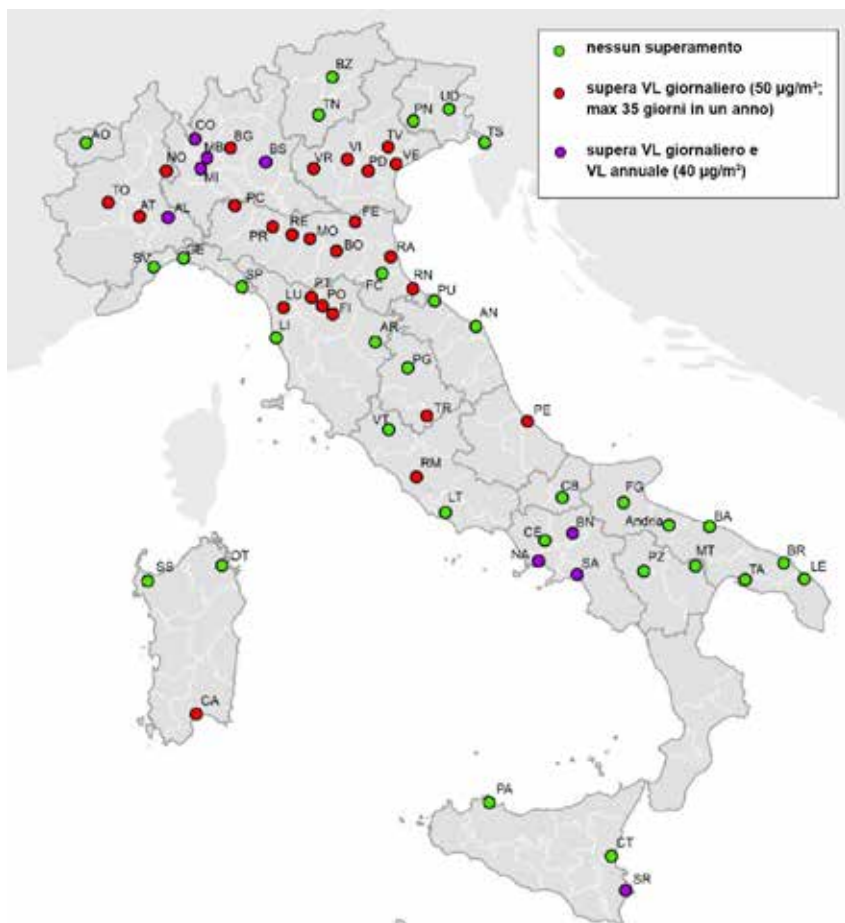 nessun superamento
supera VL giornaliero (50 µg/m³;
max 35 giorni in un anno)
supera VL giornaliero e
VL annuale (40 µg/m³)
BZ
TN
UD
PN
TS
AO
CO
MB
BG
MI
BS
NO
VR
VI
TV
PD
VE
TO
AT
AL
PC
PR
RE
MO
FE
BO
RA
SV
GE
SP
FC
RN
PU
LU
PT
PO
FI
LI
AR
AN
PG
TR
VT
PE
RM
LT
CB
FG
CE
BN
Andria
BA
NA
SA
PZ
MT
TA
BR
LE
SS
OT
CA
PA
CT
SR